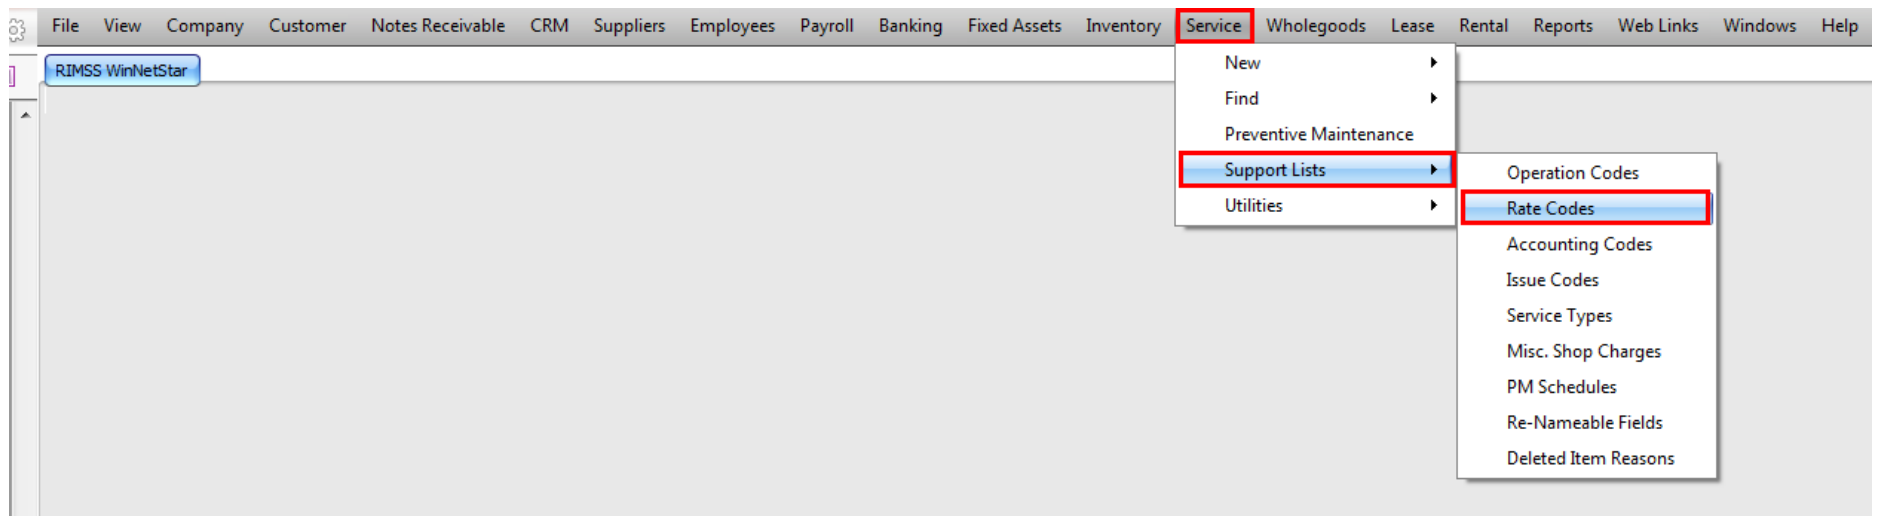 File View Company Customer Notes Receivable CRM Suppliers Employees Payroll Banking Fixed Assets Inventory Service Wholegoods Lease Rental Reports Web Links Windows Help
RIMSS WinNetStar
New
Find
Preventive Maintenance
Support Lists
Utilities
Operation Codes
Rate Codes
Accounting Codes
Issue Codes
Service Types
Misc. Shop Charges
PM Schedules
Re-Nameable Fields
Deleted Item Reasons